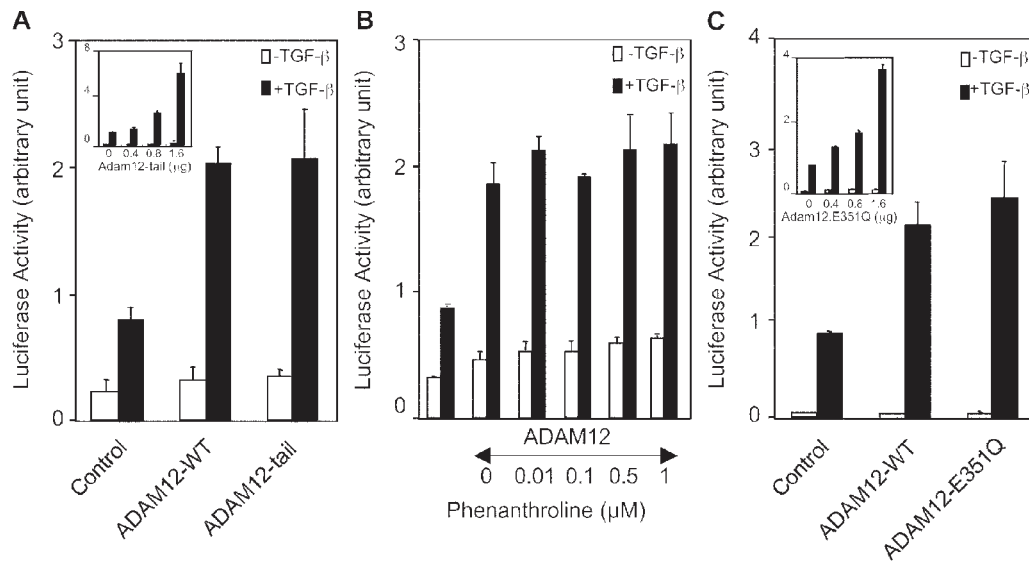 A
Luciferase Activity (arbitrary unit)
3
2
1
0
-TGF-β
+TGF-β
8
4
0
0 0.4 0.8 1.6
Adam12-tail (µg)
Control
ADAM12-WT
ADAM12-tail
B
Luciferase Activity (arbitrary unit)
3
2
1
0
-TGF-β
+TGF-β
ADAM12
0 0.01 0.1 0.5 1
Phenanthroline (µM)
C
Luciferase Activity (arbitrary unit)
4
3
2
1
0
-TGF-β
+TGF-β
4
2
0
0 0.4 0.8 1.6
Adam12.E351Q (µg)
Control
ADAM12-WT
ADAM12-E351Q